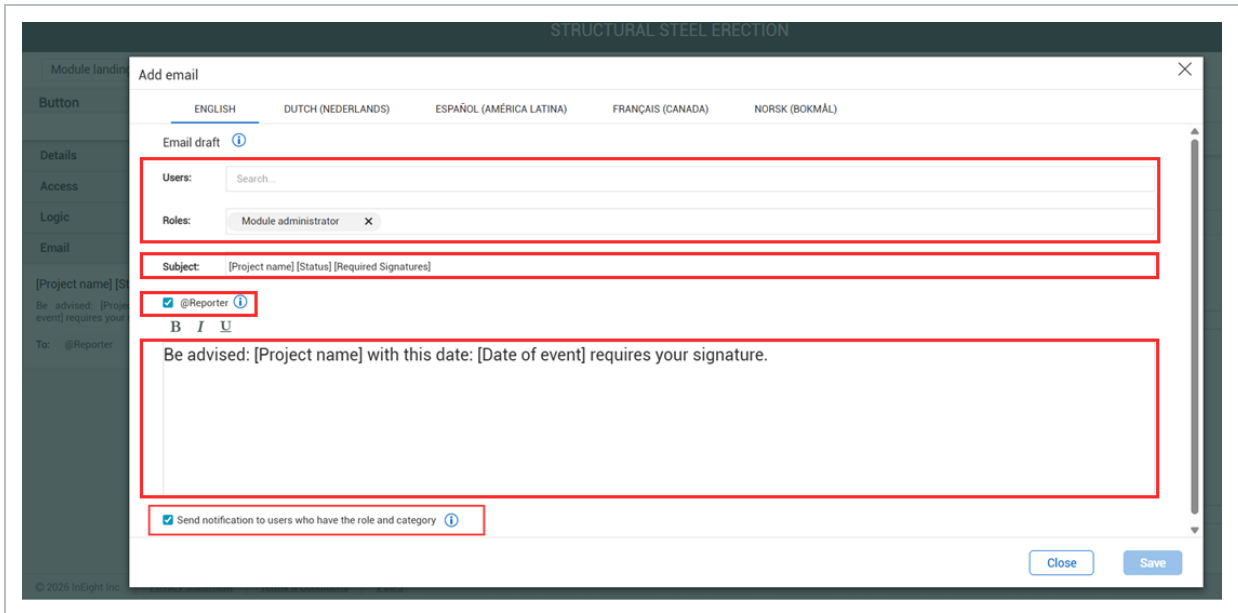 STRUCTURAL STEEL ERECTION
Module landing
Add email
Button
ENGLISH DUTCH (NEDERLANDS) ESPAÑOL (AMÉRICA LATINA) FRANÇAIS (CANADA) NORSK (BOKMÅL)
Email draft
Details
Users: Search...
Access
Logic
Roles: Module administrator
Email
Subject: [Project name] [Status] [Required Signatures]
[Project name] [St
Be advised: [Proje
event] requires your
@Reporter
B I U
To: @Reporter
Be advised: [Project name] with this date: [Date of event] requires your signature.
Send notification to users who have the role and category
Close Save
© 2026 InEight Inc.